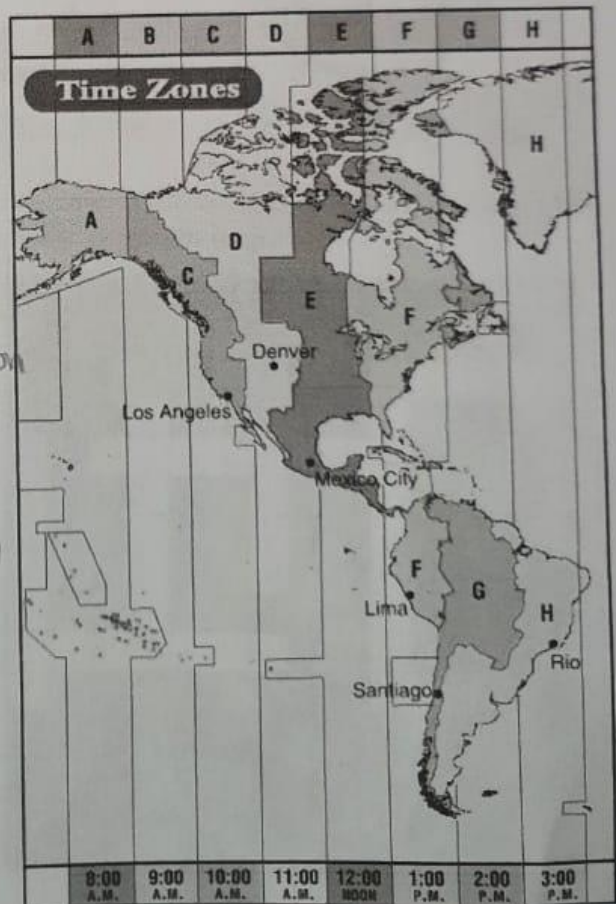 A B C D E F G H
Time Zones
H
A
D
C
E
F
Denver
Los Angeles
Mexico City
F
G
Lima
H
Rio
Santiago
8:00 9:00 10:00 11:00 12:00 1:00 2:00 3:00
A.M. A.M. A.M. A.M. NOON P.M. P.M. P.M.